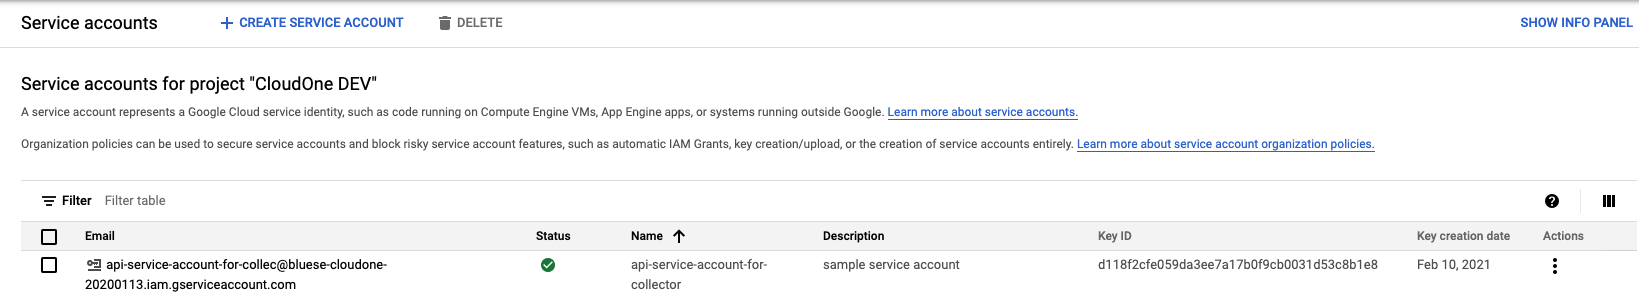 Service accounts
CREATE SERVICE ACCOUNT
DELETE
SHOW INFO PANEL
Service accounts for project "CloudOne DEV"
A service account represents a Google Cloud service identity, such as code running on Compute Engine VMs, App Engine apps, or systems running outside Google. Learn more about service accounts.
Organization policies can be used to secure service accounts and block risky service account features, such as automatic IAM Grants, key creation/upload, or the creation of service accounts entirely. Learn more about service account organization policies.
Filter Filter table
Email Status Name Description Key ID Key creation date Actions
api-service-account-for-collec@bluese-cloudone- api-service-account-for- sample service account d118f2cfe059da3ee7a17b0f9cb0031d53c8b1e8 Feb 10, 2021
20200113.iam.gserviceaccount.com collector